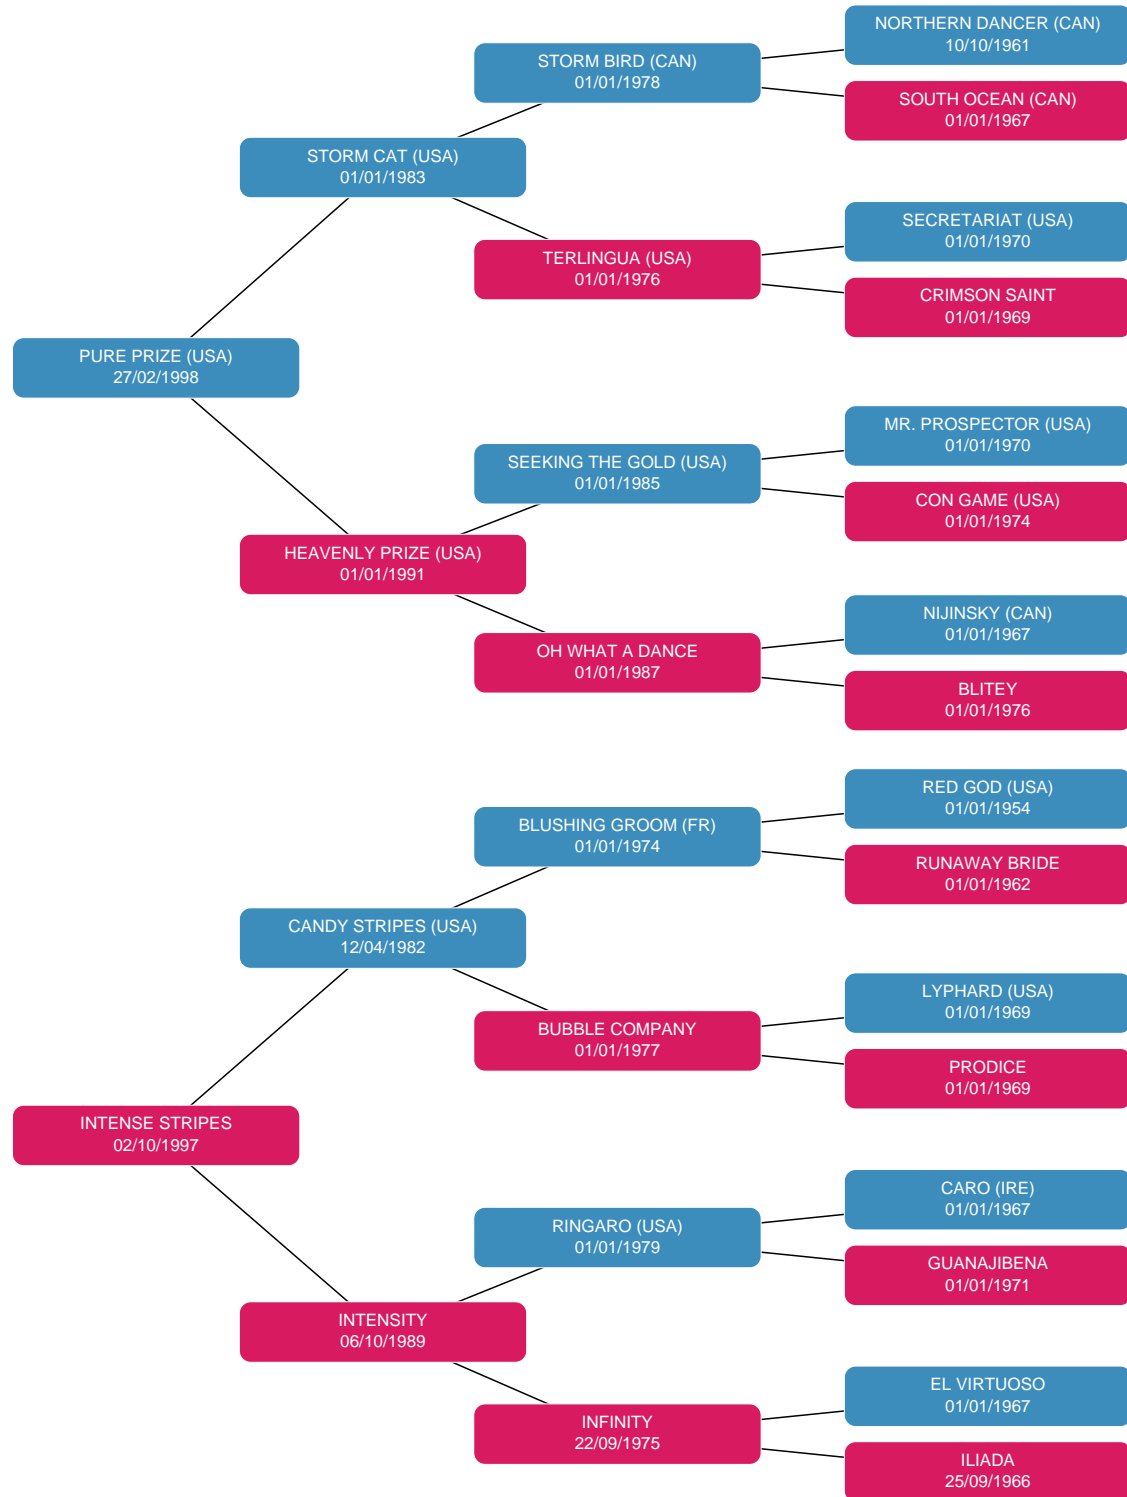 NORTHERN DANCER (CAN)
10/10/1961
STORM BIRD (CAN)
01/01/1978
SOUTH OCEAN (CAN)
01/01/1967
STORM CAT (USA)
01/01/1983
SECRETARIAT (USA)
01/01/1970
TERLINGUA (USA)
01/01/1976
CRIMSON SAINT
01/01/1969
PURE PRIZE (USA)
27/02/1998
MR. PROSPECTOR (USA)
01/01/1970
SEEKING THE GOLD (USA)
01/01/1985
CON GAME (USA)
01/01/1974
HEAVENLY PRIZE (USA)
01/01/1991
NIJINSKY (CAN)
01/01/1967
OH WHAT A DANCE
01/01/1987
BLITEY
01/01/1976
RED GOD (USA)
01/01/1954
BLUSHING GROOM (FR)
01/01/1974
RUNAWAY BRIDE
01/01/1962
CANDY STRIPES (USA)
12/04/1982
LYPHARD (USA)
01/01/1969
BUBBLE COMPANY
01/01/1977
PRODICE
01/01/1969
INTENSE STRIPES
02/10/1997
CARO (IRE)
01/01/1967
RINGARO (USA)
01/01/1979
GUANAJIBENA
01/01/1971
INTENSITY
06/10/1989
EL VIRTUOSO
01/01/1967
INFINITY
22/09/1975
ILIADA
25/09/1966